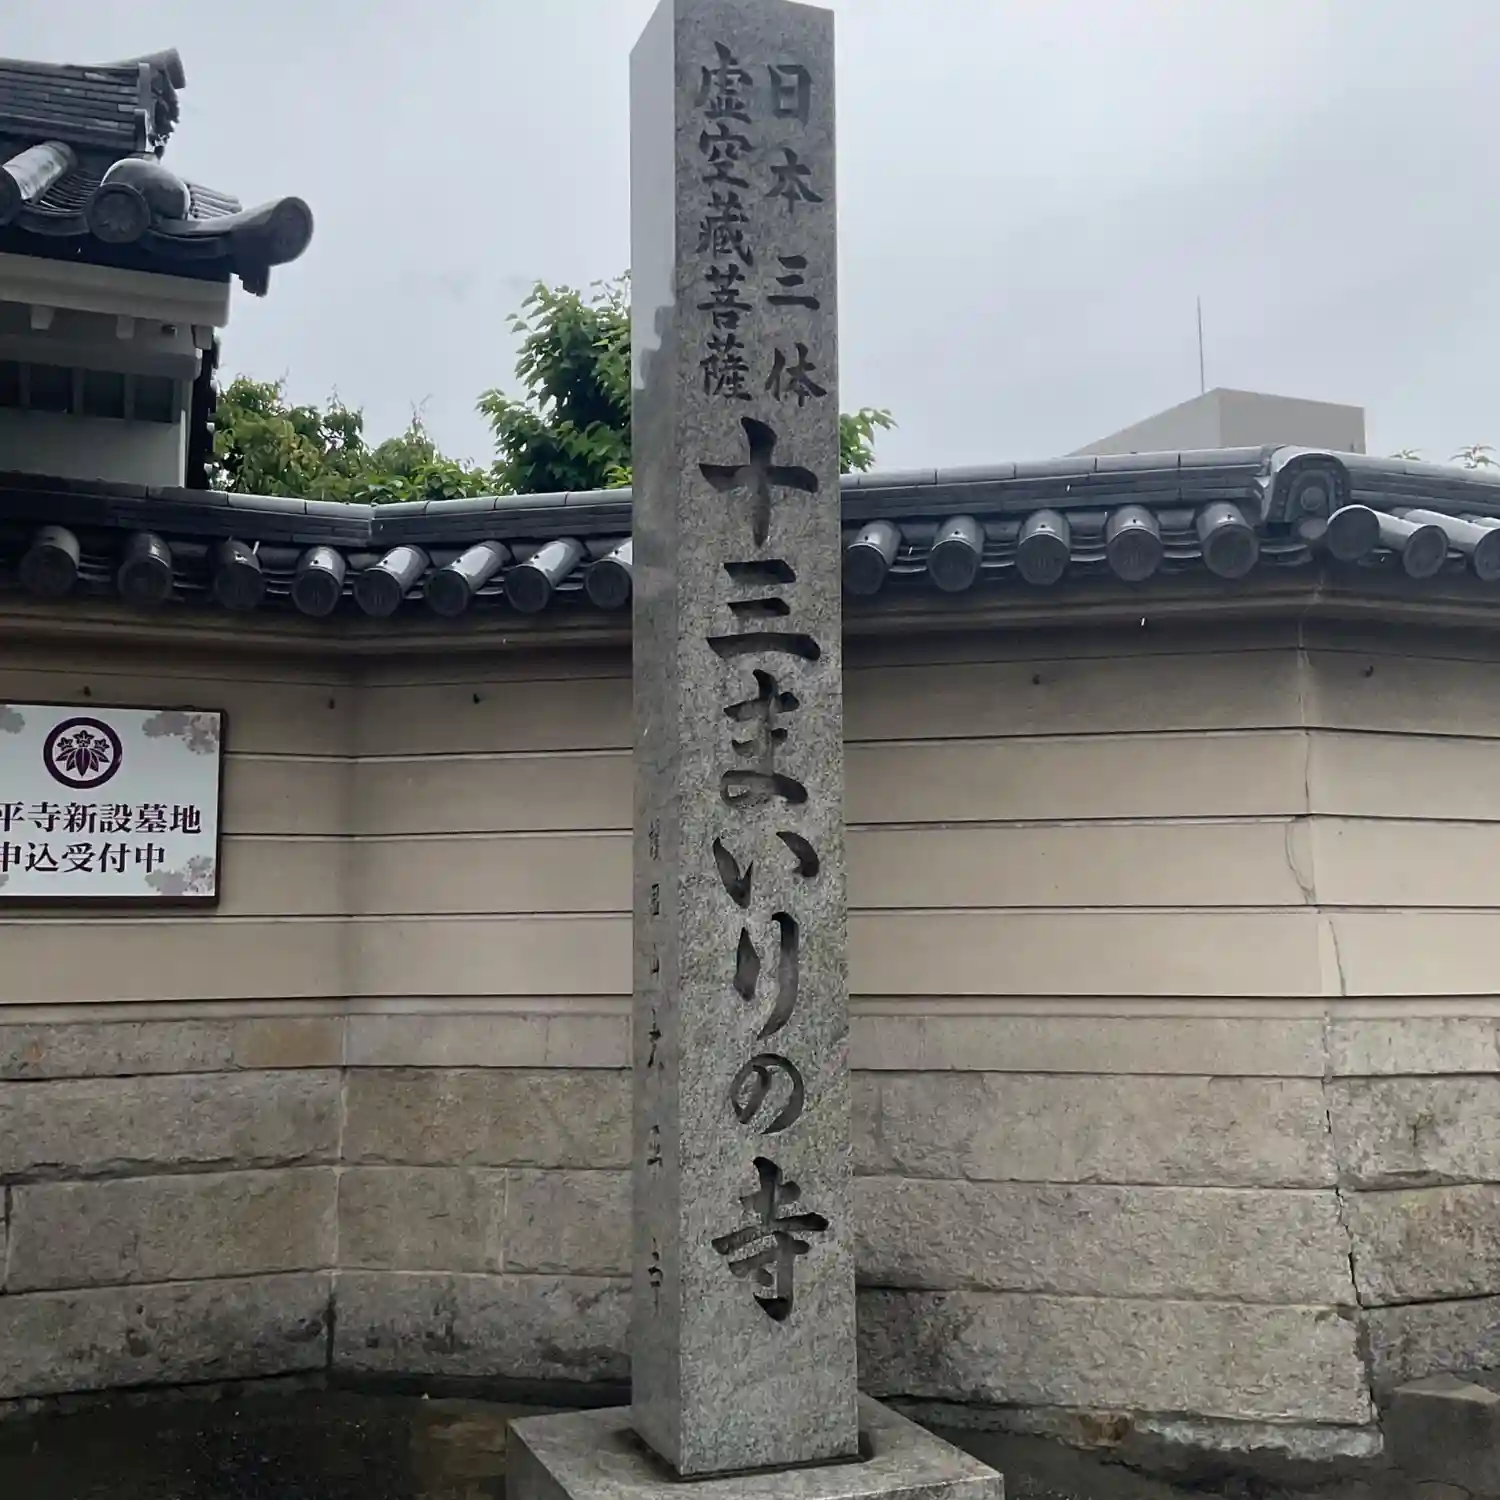 日本三体
虚空蔵菩薩
十三まいりの寺
平寺新設墓地
申込受付中